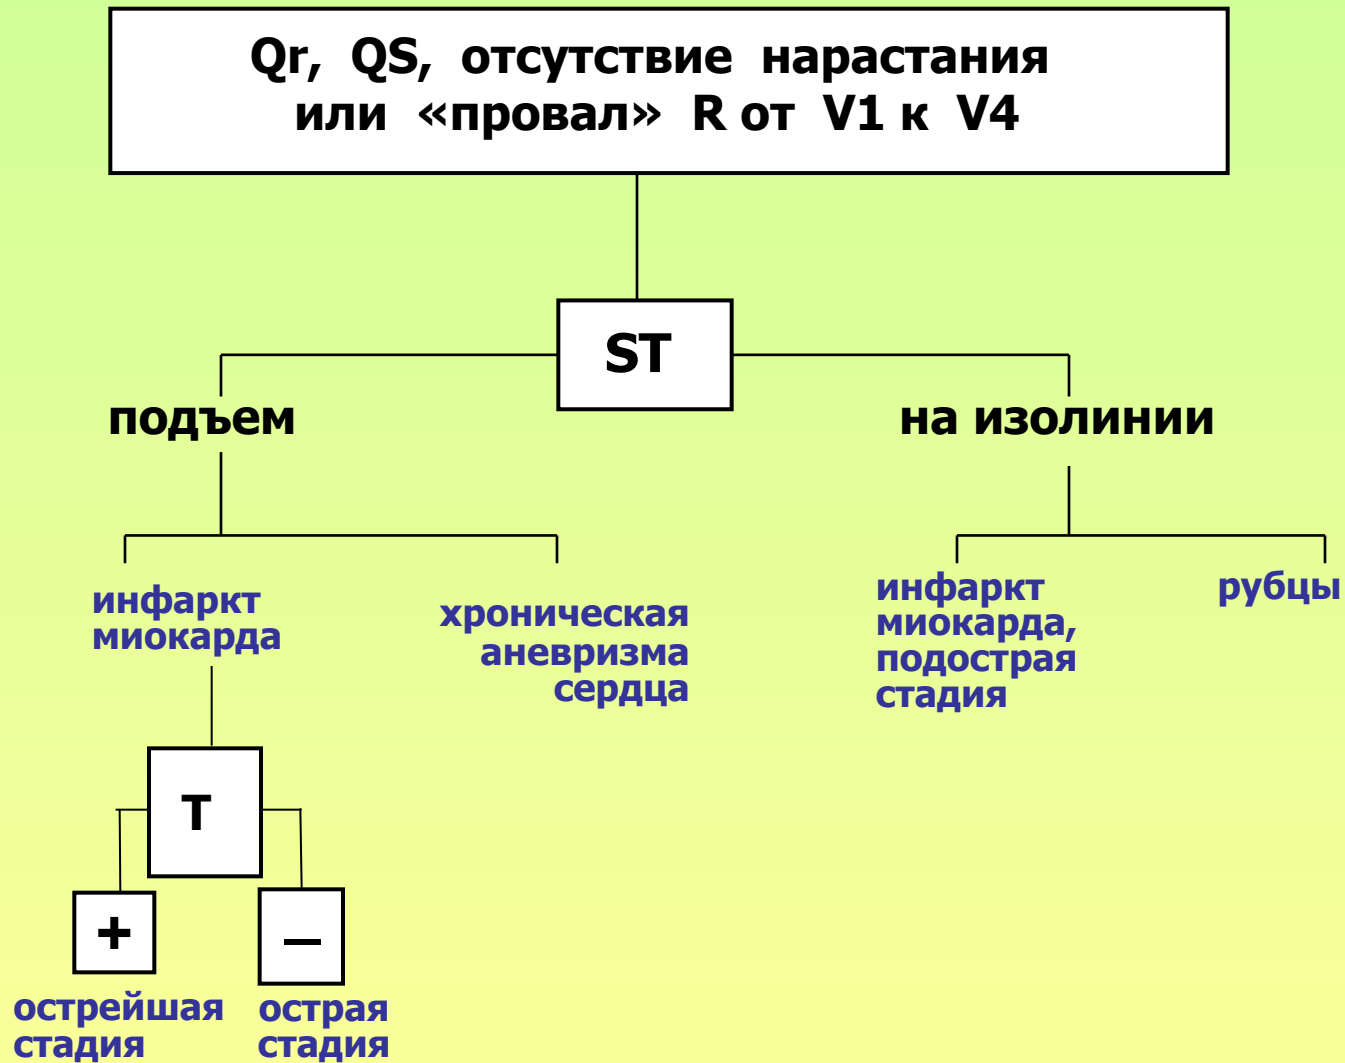 Qr, QS, отсутствие нарастания
или «провал» R от V1 к V4
ST
подъем
на изолинии
инфаркт
миокарда
хроническая
аневризма
сердца
инфаркт
миокарда,
подострая
стадия
рубцы
T
+
–
острейшая
стадия
острая
стадия